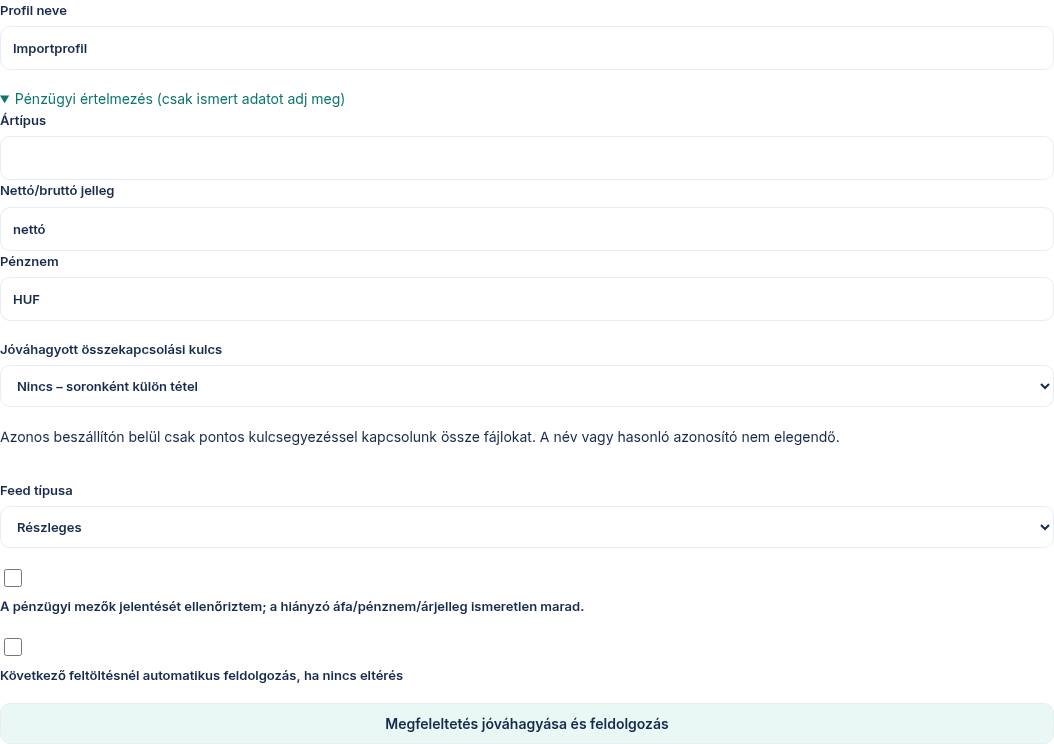 Profil neve
Importprofil
Pénzügyi értelmezés (csak ismert adatot adj meg)
Ártípus
Nettó/bruttó jelleg
nettó
Pénznem
HUF
Jóváhagyott összekapcsolási kulcs
Nincs – soronként külön tétel
Azonos beszállítón belül csak pontos kulcsegyezéssel kapcsolunk össze fájlokat. A név vagy hasonló azonosító nem elegendő.
Feed típusa
Részleges
A pénzügyi mezők jelentését ellenőriztem; a hiányzó áfa/pénznem/árjelleg ismeretlen marad.
Következő feltöltésnél automatikus feldolgozás, ha nincs eltérés
Megfeleltetés jóváhagyása és feldolgozás